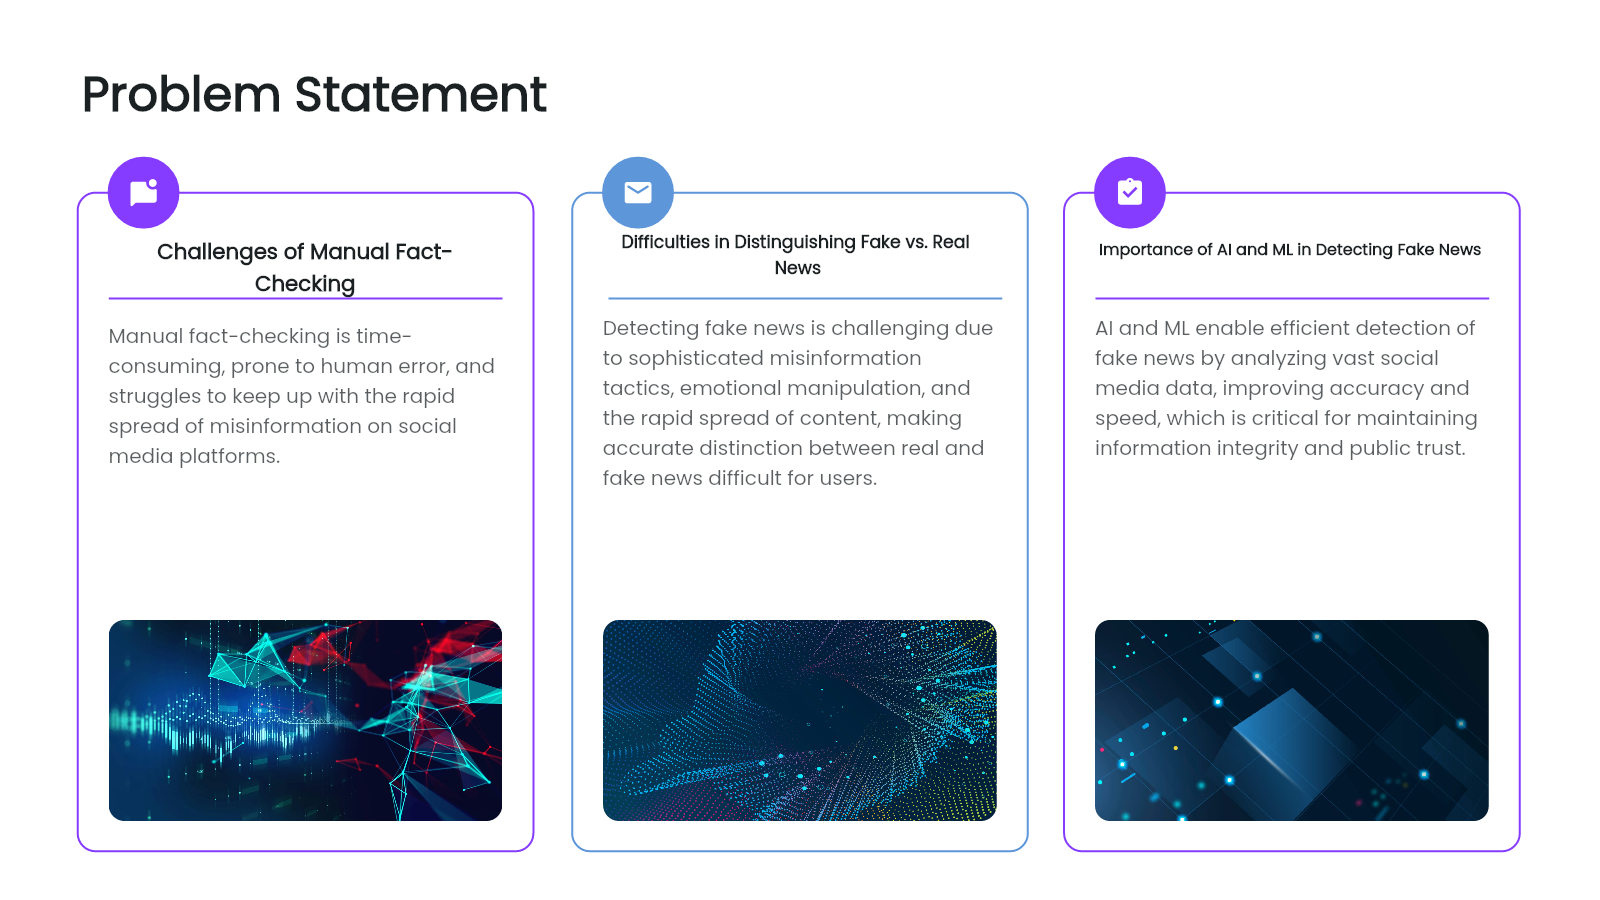 Problem Statement
Challenges of Manual Fact-
Checking
Manual fact-checking is time-
consuming, prone to human error, and
struggles to keep up with the rapid
spread of misinformation on social
media platforms.
Difficulties in Distinguishing Fake vs. Real
News
Detecting fake news is challenging due
to sophisticated misinformation
tactics, emotional manipulation, and
the rapid spread of content, making
accurate distinction between real and
fake news difficult for users.
Importance of AI and ML in Detecting Fake News
AI and ML enable efficient detection of
fake news by analyzing vast social
media data, improving accuracy and
speed, which is critical for maintaining
information integrity and public trust.